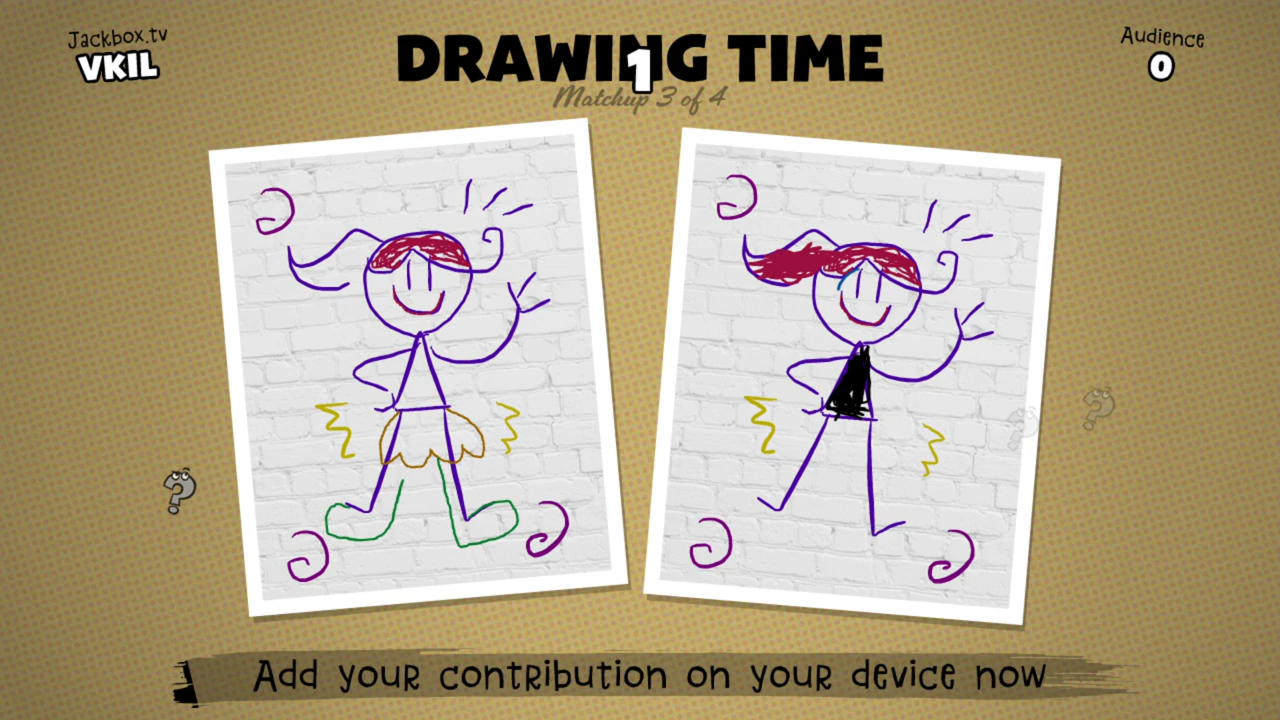 Jackbox.tv
VKIL
DRAWING TIME
1
Matchup 3 of 4
Audience
0
Add your contribution on your device now